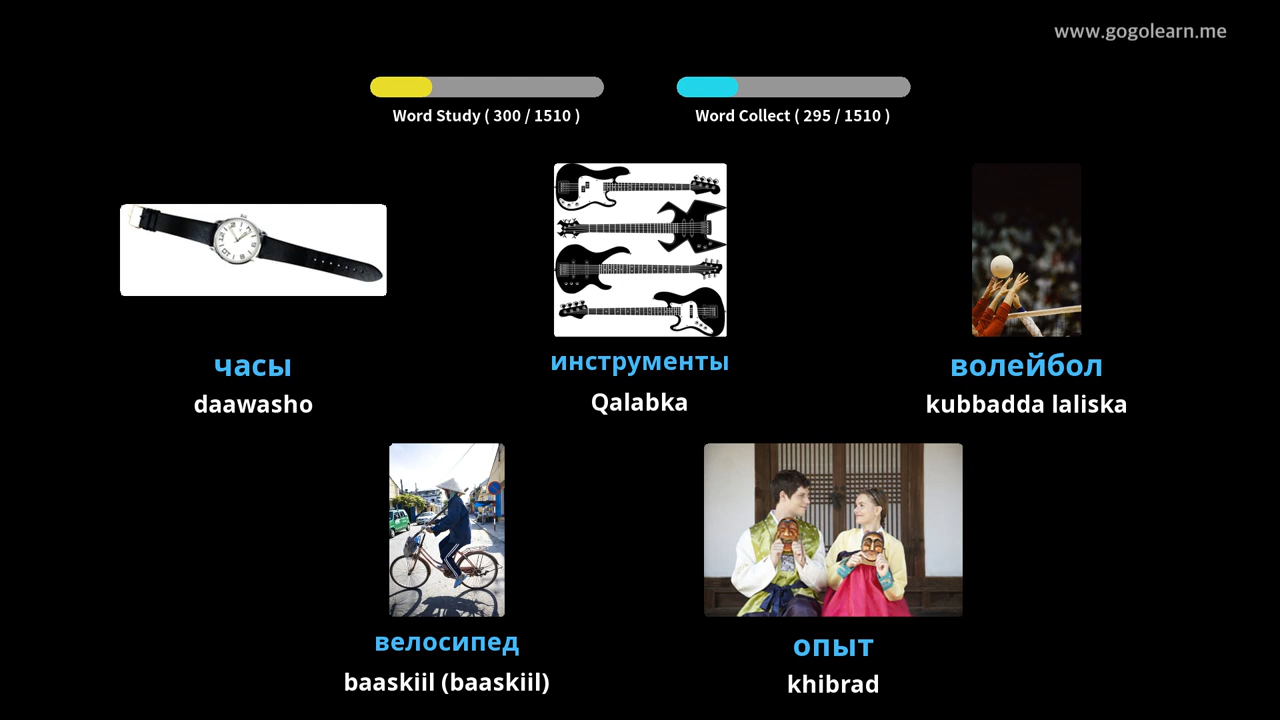 www.gogolearn.me
Word Study ( 300 / 1510 )
Word Collect ( 295 / 1510 )
часы
daawasho
инструменты
Qalabka
волейбол
kubbadda laliska
велосипед
baaskiil (baaskiil)
опыт
khibrad